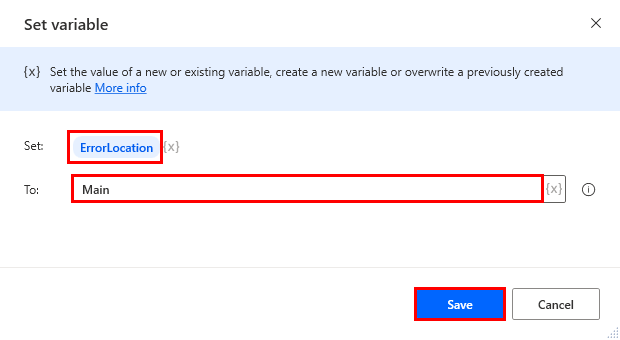 Set variable
{x} Set the value of a new or existing variable, create a new variable or overwrite a previously created
variable More info
Set: ErrorLocation {x}
To: Main {x}
Save Cancel